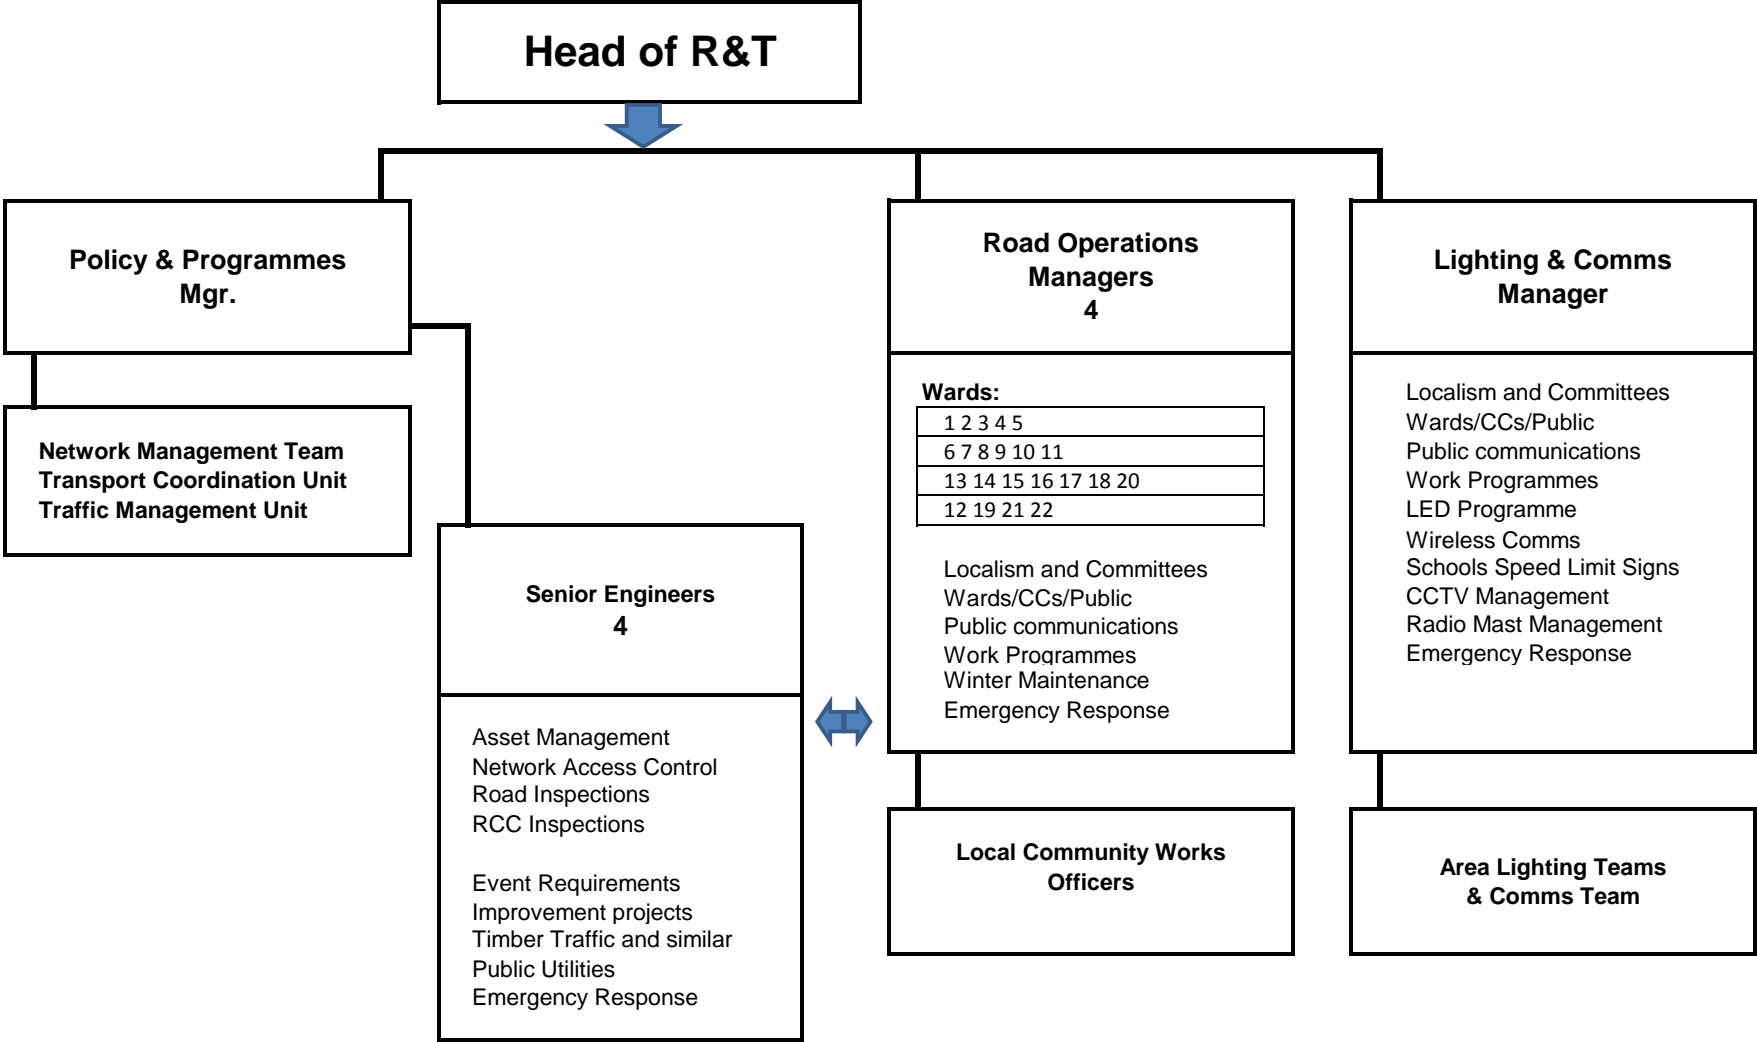 Head of R&T
Policy & Programmes
Mgr.
Network Management Team
Transport Coordination Unit
Traffic Management Unit
Senior Engineers
4
Asset Management
Network Access Control
Road Inspections
RCC Inspections
Event Requirements
Improvement projects
Timber Traffic and similar
Public Utilities
Emergency Response
Road Operations
Managers
4
Wards:
1 2 3 4 5
6 7 8 9 10 11
13 14 15 16 17 18 20
12 19 21 22
Localism and Committees
Wards/CCs/Public
Public communications
Work Programmes
Winter Maintenance
Emergency Response
Local Community Works
Officers
Lighting & Comms
Manager
Localism and Committees
Wards/CCs/Public
Public communications
Work Programmes
LED Programme
Wireless Comms
Schools Speed Limit Signs
CCTV Management
Radio Mast Management
Emergency Response
Area Lighting Teams
& Comms Team